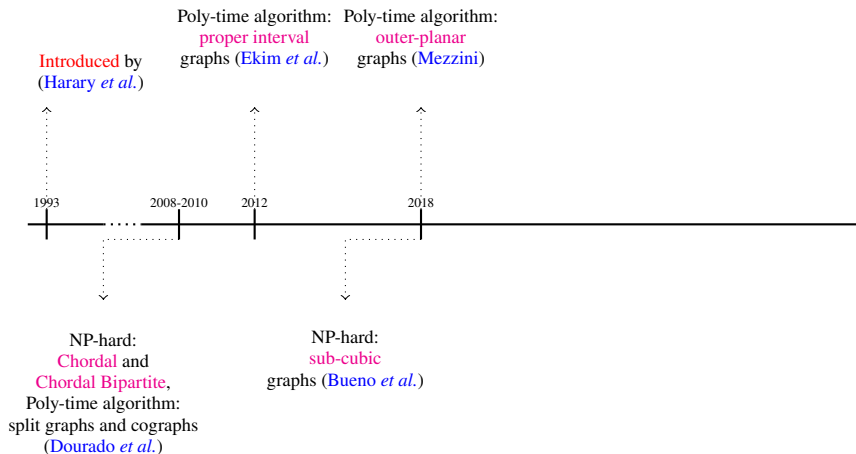 Introduced by
(Harary et al.)
Poly-time algorithm:
proper interval
graphs (Ekim et al.)
Poly-time algorithm:
outer-planar
graphs (Mezzini)
1993
2008-2010
2012
2018
NP-hard:
Chordal and
Chordal Bipartite,
Poly-time algorithm:
split graphs and cographs
(Dourado et al.)
NP-hard:
sub-cubic
graphs (Bueno et al.)